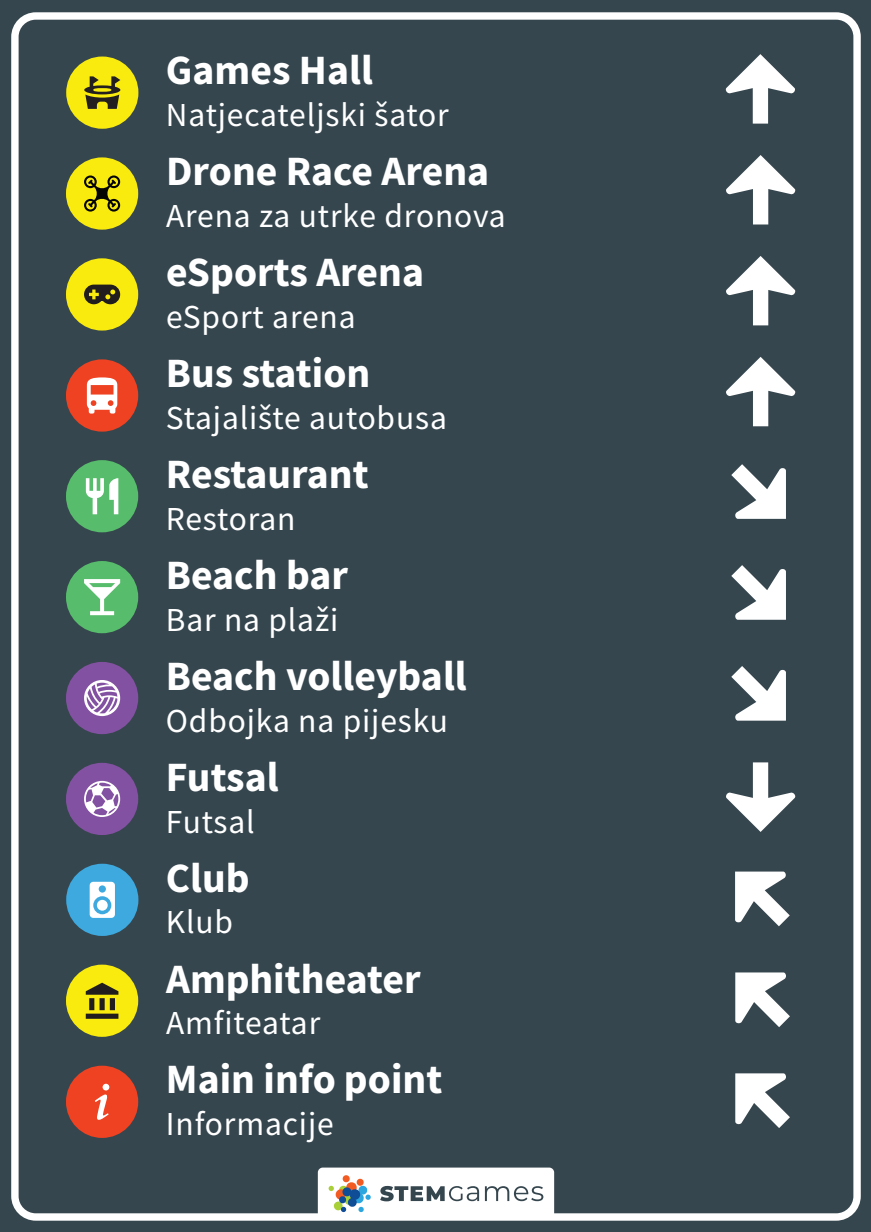 Games Hall
Natjecateljski šator
Drone Race Arena
Arena za utrke dronova
eSports Arena
eSport arena
Bus station
Stajalište autobusa
Restaurant
Restoran
Beach bar
Bar na plaži
Beach volleyball
Odbojka na pijesku
Futsal
Futsal
Club
Klub
Amphitheater
Amfiteatar
Main info point
Informacije
STEMGames